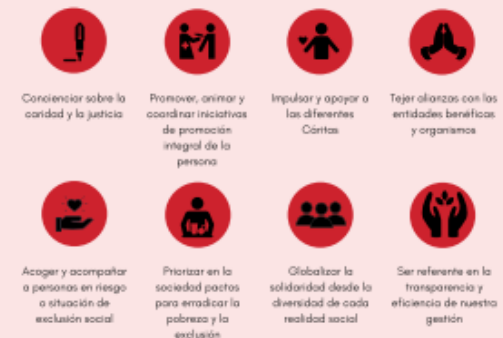 Concienciar sobre la
caridad y la justicia
Promover, animar y
coordinar iniciativas
de promoción
integral de la
persona
Impulsar y apoyar a
las diferentes
Cáritas
Tejer alianzas con las
entidades benéficas
y organismos
Acoger y acompañar
a personas en riesgo
o situación de
exclusión social
Priorizar en la
sociedad pactos
para erradicar la
pobreza y la
exclusión
Globalizar la
solidaridad desde la
diversidad de cada
realidad social
Ser referente en la
transparencia y
eficiencia de nuestra
gestión